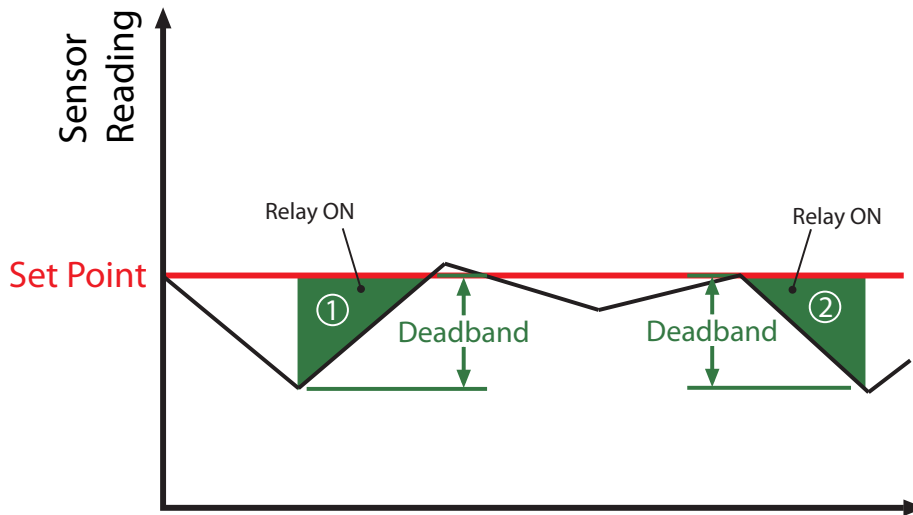 Sensor
Reading
Relay ON
Relay ON
Set Point
①
②
Deadband
Deadband